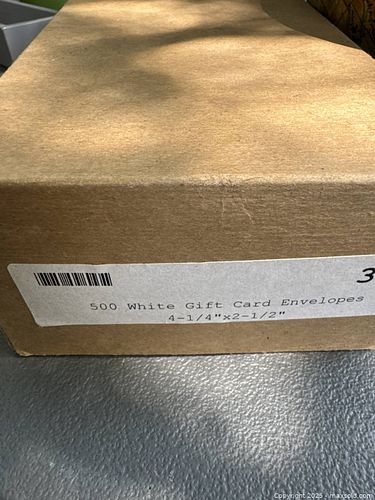 3
500 White Gift Card Envelopes
4-1/4"x2-1/2"
Copyright 2025 - maxsold.com